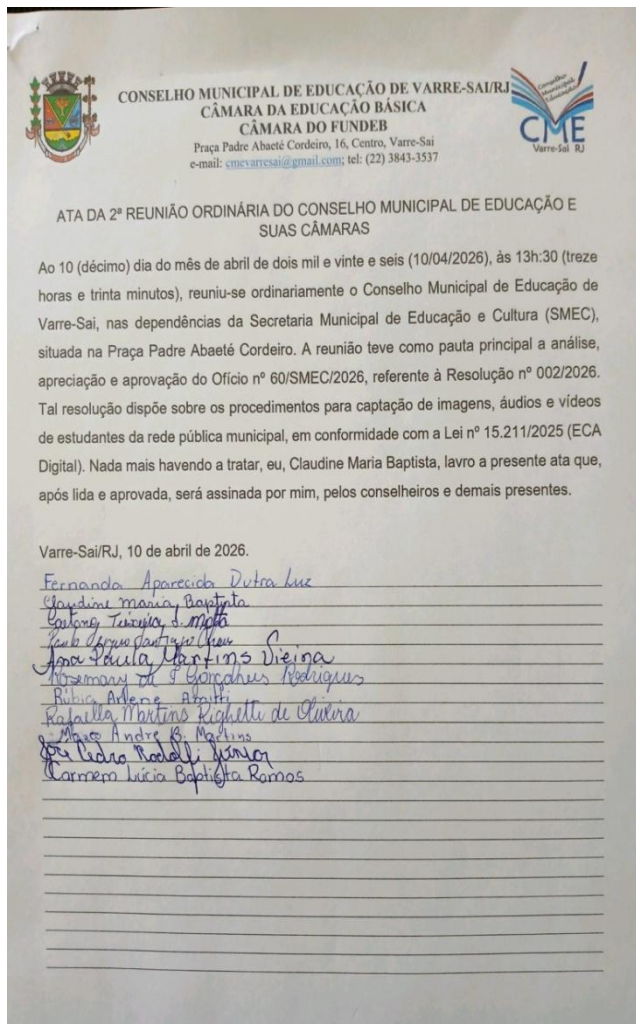 CONSELHO MUNICIPAL DE EDUCAÇÃO DE VARRE-SAI/RJ
CÂMARA DA EDUCAÇÃO BÁSICA
CÂMARA DO FUNDEB
Praça Padre Abaeté Cordeiro, 16, Centro, Varre-Sai
e-mail: cmevarresai@gmail.com; tel: (22) 3843-3537
Conselho
Municipal
Educação
CME
Varre-Sai RJ
ATA DA 2ª REUNIÃO ORDINÁRIA DO CONSELHO MUNICIPAL DE EDUCAÇÃO E
SUAS CÂMARAS
Ao 10 (décimo) dia do mês de abril de dois mil e vinte e seis (10/04/2026), às 13h:30 (treze
horas e trinta minutos), reuniu-se ordinariamente o Conselho Municipal de Educação de
Varre-Sai, nas dependências da Secretaria Municipal de Educação e Cultura (SMEC),
situada na Praça Padre Abaeté Cordeiro. A reunião teve como pauta principal a análise,
apreciação e aprovação do Ofício nº 60/SMEC/2026, referente à Resolução nº 002/2026.
Tal resolução dispõe sobre os procedimentos para captação de imagens, áudios e vídeos
de estudantes da rede pública municipal, em conformidade com a Lei nº 15.211/2025 (ECA
Digital). Nada mais havendo a tratar, eu, Claudine Maria Baptista, lavro a presente ata que,
após lida e aprovada, será assinada por mim, pelos conselheiros e demais presentes.
Varre-Sai/RJ, 10 de abril de 2026.
Fernanda Aparecida Dutra Luz
Claudine Maria Baptista
Teixeira
Paulo
Ana Paula Martins Vieira
Rosemary Gonçalves Rodrigues
Arlene
Rafaella Martins Righetti de Oliveira
Marco André B. Martins
José Pedro Rodolfi Júnior
Carmem Lúcia Baptista Ramos